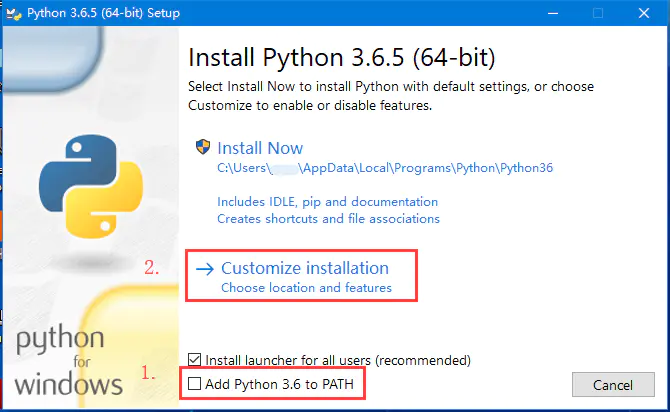 Python 3.6.5 (64-bit) Setup
Install Python 3.6.5 (64-bit)
Select Install Now to install Python with default settings, or choose
Customize to enable or disable features.
Install Now
C:\Users\ \AppData\Local\Programs\Python\Python36
Includes IDLE, pip and documentation
Creates shortcuts and file associations
2.
Customize installation
Choose location and features
python
for
windows
Install launcher for all users (recommended)
1.
Add Python 3.6 to PATH
Cancel